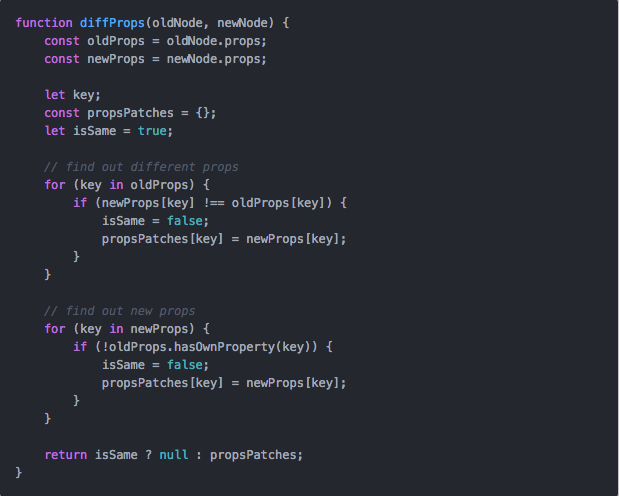 function diffProps(oldNode, newNode) {
    const oldProps = oldNode.props;
    const newProps = newNode.props;

    let key;
    const propsPatches = {};
    let isSame = true;

    // find out different props
    for (key in oldProps) {
        if (newProps[key] !== oldProps[key]) {
            isSame = false;
            propsPatches[key] = newProps[key];
        }
    }

    // find out new props
    for (key in newProps) {
        if (!oldProps.hasOwnProperty(key)) {
            isSame = false;
            propsPatches[key] = newProps[key];
        }
    }

    return isSame ? null : propsPatches;
}